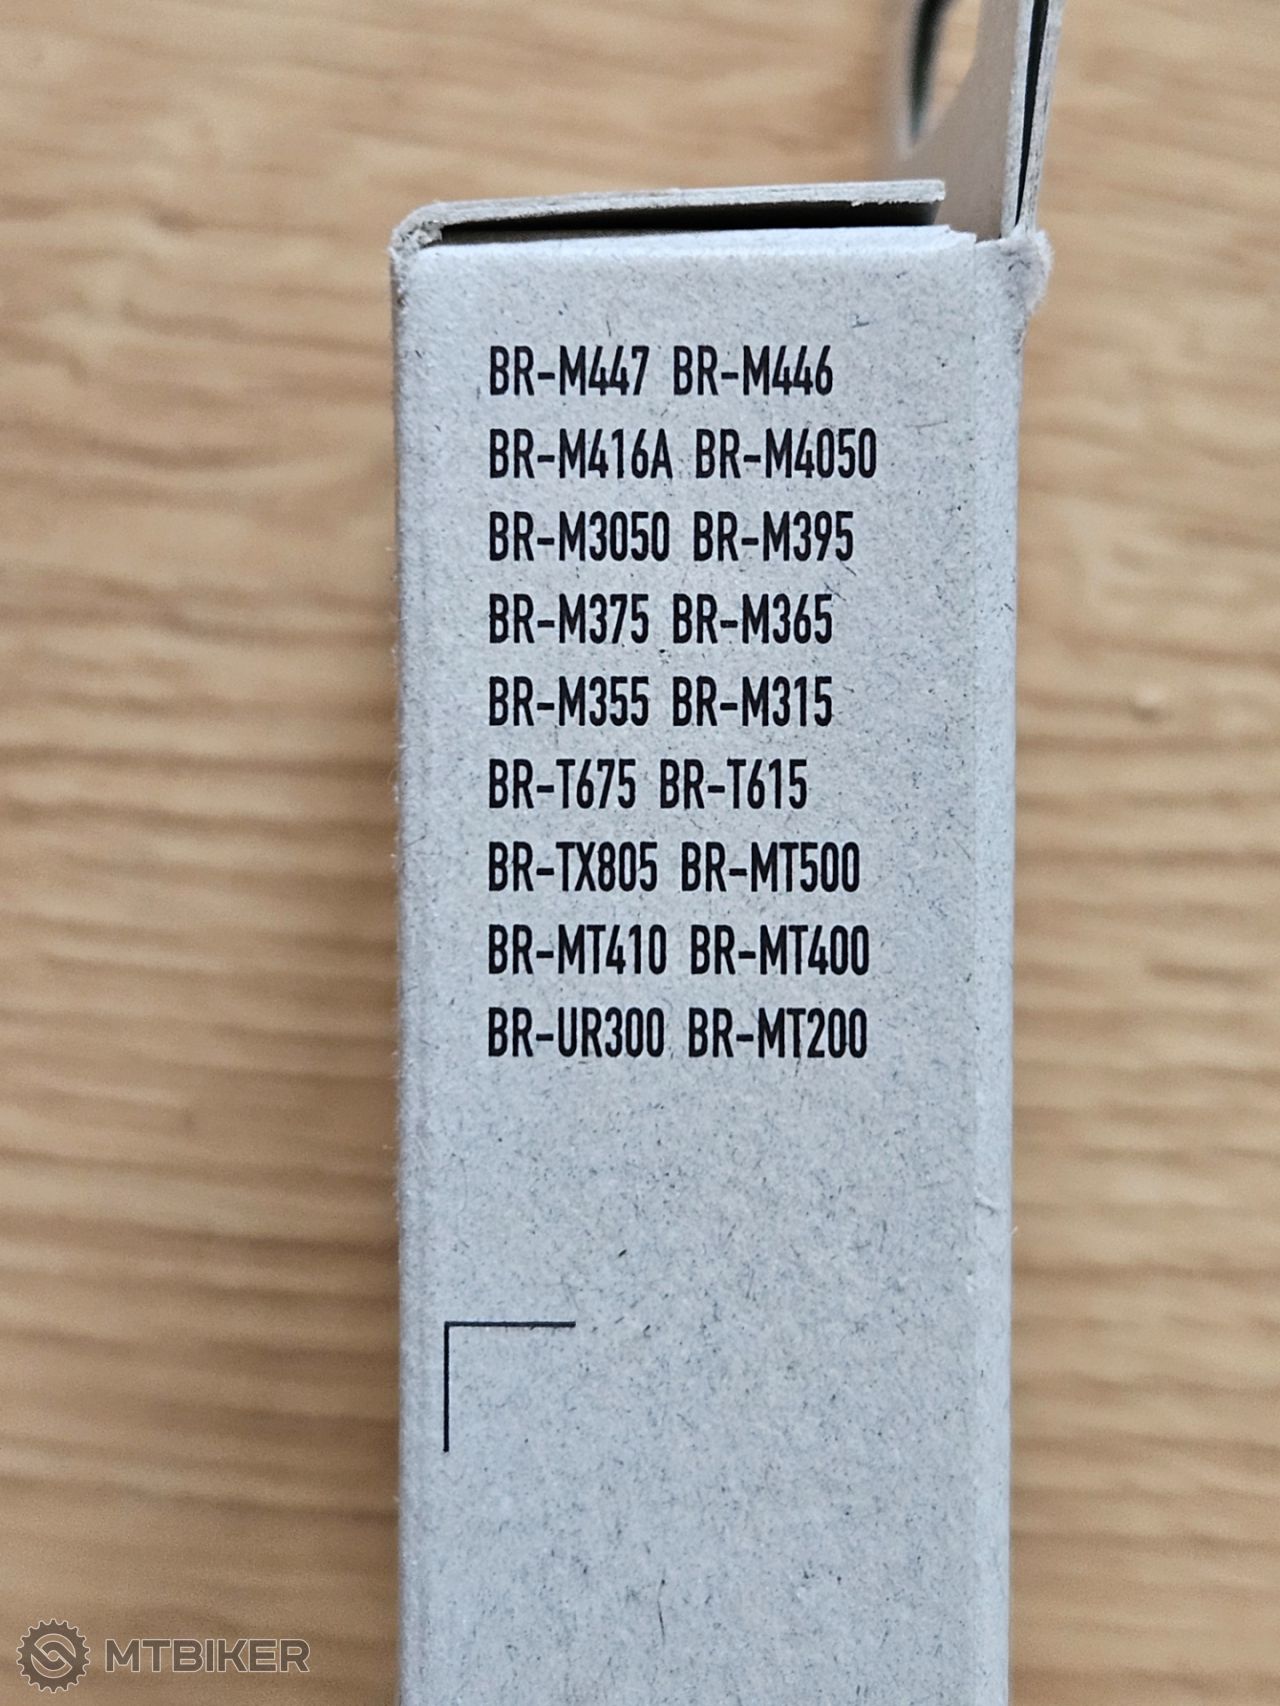 BR-M447 BR-M446
BR-M416A BR-M4050
BR-M3050 BR-M395
BR-M375 BR-M365
BR-M355 BR-M315
BR-T675 BR-T615
BR-TX805 BR-MT500
BR-MT410 BR-MT400
BR-UR300 BR-MT200
MTBIKER